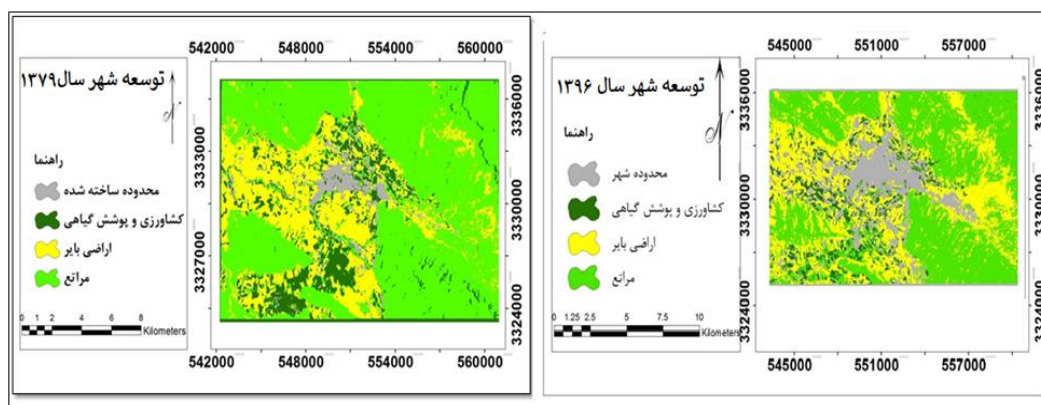 542000 548000 554000 560000
توسعه شهر سال۱۳۷۹
N
راهنما
محدوده ساخته شده
کشاورزی و پوشش گیاهی
اراضی بایر
مراتع
0 1 2 4 6 8
Kilometers
3333000
3327000
3336000
3330000
3324000
542000 548000 554000 560000
545000 551000 557000
توسعه شهر سال ۱۳۹۶
N
راهنما
محدوده شهر
کشاورزی و پوشش گیاهی
اراضی بایر
مراتع
0 1.25 2.5 5 7.5 10
Kilometers
3336000
3330000
3324000
3336000
3330000
3324000
545000 551000 557000